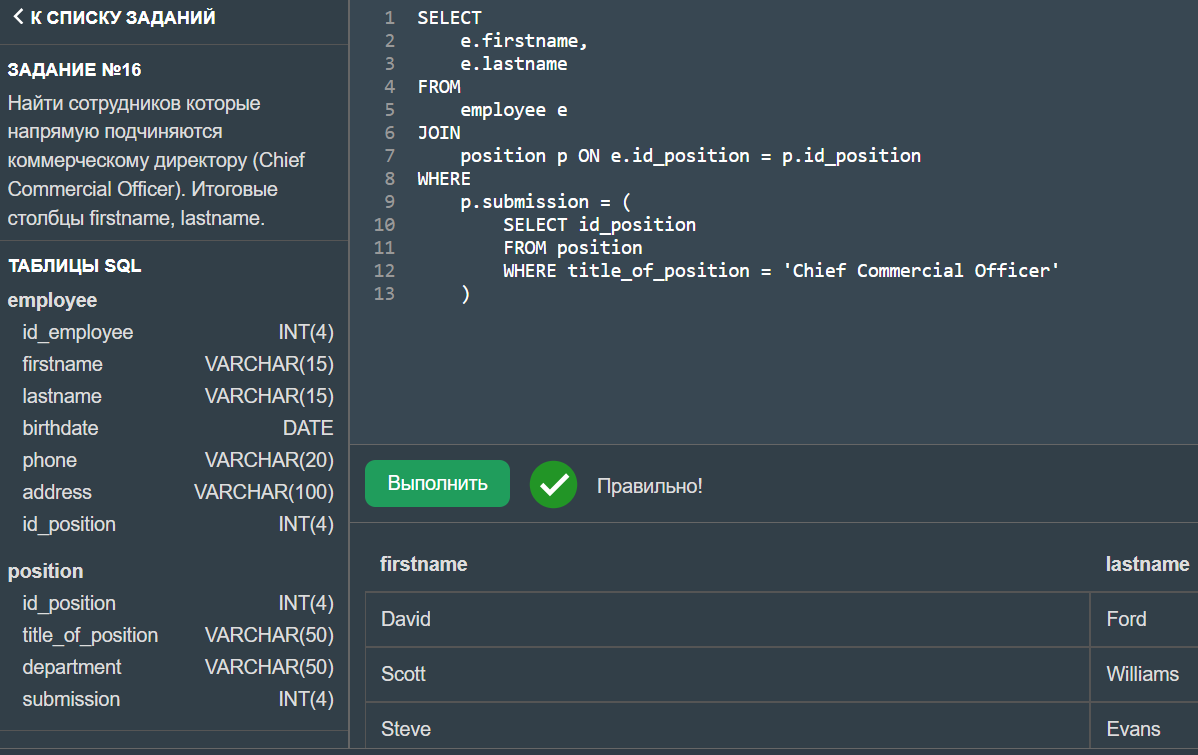 К СПИСКУ ЗАДАНИЙ
ЗАДАНИЕ №16
Найти сотрудников которые
напрямую подчиняются
коммерческому директору (Chief
Commercial Officer). Итоговые
столбцы firstname, lastname.
ТАБЛИЦЫ SQL
employee
id_employee INT(4)
firstname VARCHAR(15)
lastname VARCHAR(15)
birthdate DATE
phone VARCHAR(20)
address VARCHAR(100)
id_position INT(4)
position
id_position INT(4)
title_of_position VARCHAR(50)
department VARCHAR(50)
submission INT(4)
1 SELECT
2 e.firstname,
3 e.lastname
4 FROM
5 employee e
6 JOIN
7 position p ON e.id_position = p.id_position
8 WHERE
9 p.submission = (
10 SELECT id_position
11 FROM position
12 WHERE title_of_position = 'Chief Commercial Officer'
13 )
Выполнить Правильно!
firstname lastname
David Ford
Scott Williams
Steve Evans